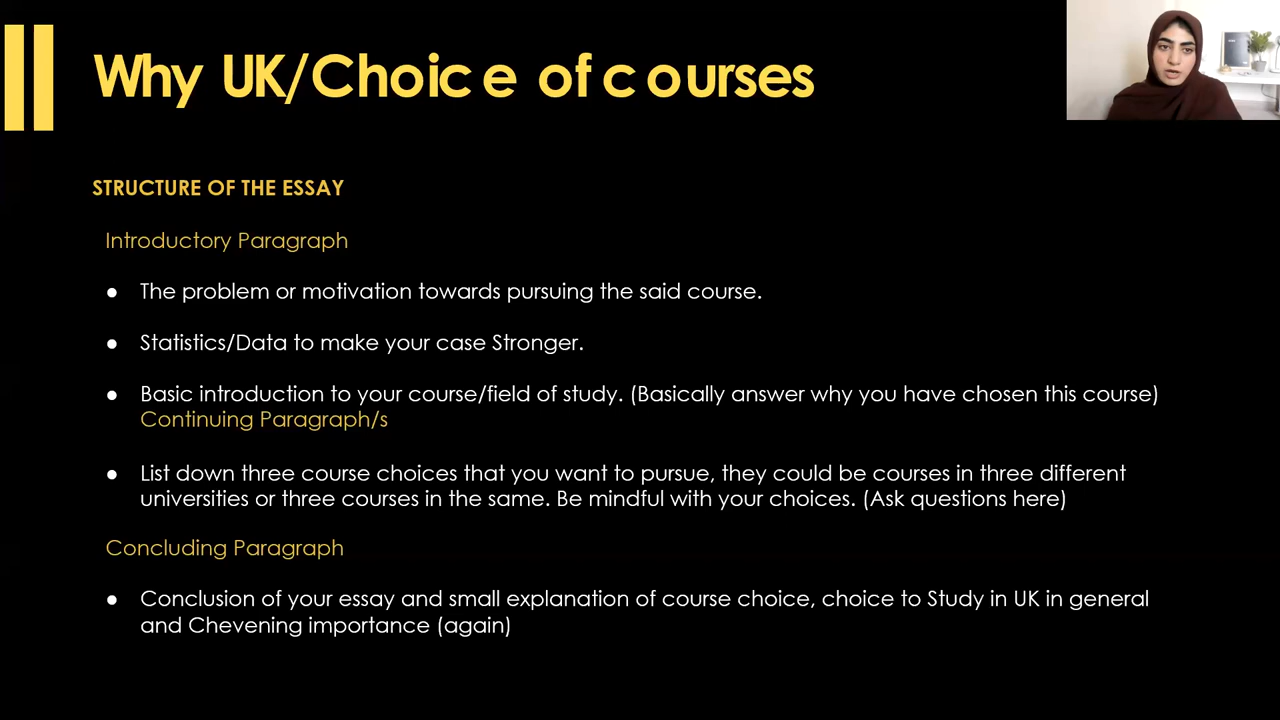 Why UK/Choice of courses
STRUCTURE OF THE ESSAY
Introductory Paragraph
● The problem or motivation towards pursuing the said course.
● Statistics/Data to make your case Stronger.
● Basic introduction to your course/field of study. (Basically answer why you have chosen this course)
Continuing Paragraph/s
● List down three course choices that you want to pursue, they could be courses in three different
universities or three courses in the same. Be mindful with your choices. (Ask questions here)
Concluding Paragraph
● Conclusion of your essay and small explanation of course choice, choice to Study in UK in general
and Chevening importance (again)